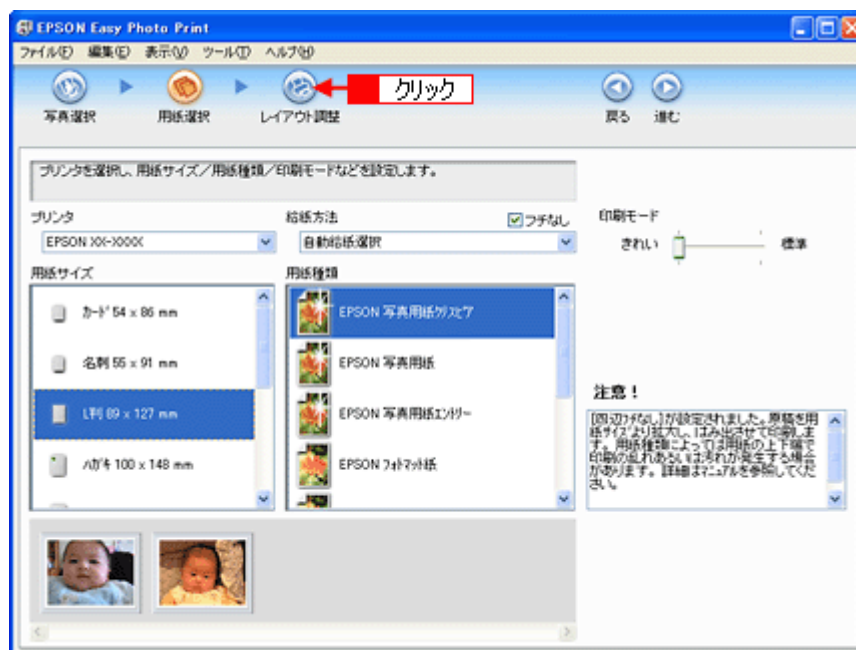 EPSON Easy Photo Print
ファイル(F) 編集(E) 表示(V) ツール(T) ヘルプ(H)
クリック
写真選択 用紙選択 レイアウト調整 戻る 進む
プリンタを選択し、用紙サイズ/用紙種類/印刷モードなどを設定します。
プリンタ 給紙方法 フチなし 印刷モード
EPSON XX-XXXX 自動給紙選択 きれい 標準
用紙サイズ 用紙種類
カード 54 x 86 mm
名刺 55 x 91 mm
L判 89 x 127 mm
ハガキ 100 x 148 mm
EPSON 写真用紙クリスピア
EPSON 写真用紙
EPSON 写真用紙エントリー
EPSON フォトマット紙
注意!
[四辺フチなし]が設定されました。原稿を用
紙サイズより拡大し、はみ出させて印刷しま
す。用紙種類によっては用紙の上下端で
印刷の乱れあるいは汚れが発生する場合
があります。詳細はマニュアルを参照してくだ
さい。